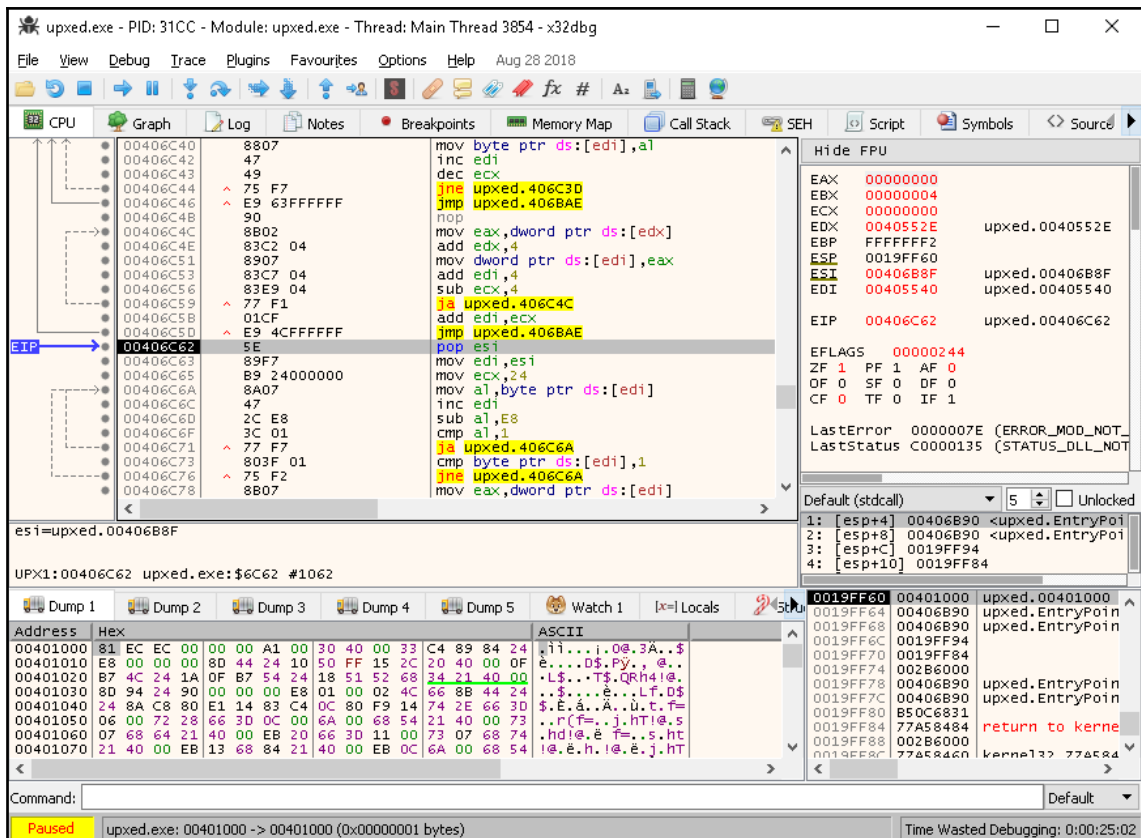 upxed.exe - PID: 31CC - Module: upxed.exe - Thread: Main Thread 3854 - x32dbg
File View Debug Trace Plugins Favourites Options Help Aug 28 2018
CPU Graph Log Notes Breakpoints Memory Map Call Stack SEH Script Symbols Source
00406C40 8807 mov byte ptr ds:[edi],al
00406C42 47 inc edi
00406C43 49 dec ecx
00406C44 ^ 75 F7 jne upxed.406C3D
00406C46 ^ E9 63FFFFFF jmp upxed.406BAE
00406C4B 90 nop
00406C4C 8B02 mov eax,dword ptr ds:[edx]
00406C4E 83C2 04 add edx,4
00406C51 8907 mov dword ptr ds:[edi],eax
00406C53 83C7 04 add edi,4
00406C56 83E9 04 sub ecx,4
00406C59 ^ 77 F1 ja upxed.406C4C
00406C5B 01CF add edi,ecx
00406C5D ^ E9 4CFFFFFF jmp upxed.406BAE
EIP 00406C62 5E pop esi
00406C63 89F7 mov edi,esi
00406C65 B9 24000000 mov ecx,24
00406C6A 8A07 mov al,byte ptr ds:[edi]
00406C6C 47 inc edi
00406C6D 2C E8 sub al,E8
00406C6F 3C 01 cmp al,1
00406C71 ^ 77 F7 ja upxed.406C6A
00406C73 803F 01 cmp byte ptr ds:[edi],1
00406C76 ^ 75 F2 jne upxed.406C6A
00406C78 8B07 mov eax,dword ptr ds:[edi]
Hide FPU
EAX 00000000
EBX 00000004
ECX 00000000
EDX 0040552E upxed.0040552E
EBP FFFFFFF2
ESP 0019FF60
ESI 00406B8F upxed.00406B8F
EDI 00405540 upxed.00405540
EIP 00406C62 upxed.00406C62
EFLAGS 00000244
ZF 1 PF 1 AF 0
OF 0 SF 0 DF 0
CF 0 TF 0 IF 1
LastError 0000007E (ERROR_MOD_NOT_
LastStatus C0000135 (STATUS_DLL_NOT
Default (stdcall) 5 Unlocked
1: [esp+4] 00406B90 <upxed.EntryPoi
2: [esp+8] 00406B90 <upxed.EntryPoi
3: [esp+C] 0019FF94
4: [esp+10] 0019FF84
esi=upxed.00406B8F
UPX1:00406C62 upxed.exe:$6C62 #1062
Dump 1 Dump 2 Dump 3 Dump 4 Dump 5 Watch 1 [x=] Locals Stru
Address Hex ASCII
00401000 81 EC EC 00 00 00 A1 00 30 40 00 33 C4 89 84 24 .ìì...¡.0@.3Ä..$
00401010 E8 00 00 00 8D 44 24 10 50 FF 15 2C 20 40 00 0F è....D$.Pÿ., @..
00401020 B7 4C 24 1A 0F B7 54 24 18 51 52 68 34 21 40 00 ·L$..·T$.QRh4!@.
00401030 8D 94 24 90 00 00 00 E8 01 00 02 4C 66 8B 44 24 ..$....è...Lf.D$
00401040 24 8A C8 80 E1 14 83 C4 0C 80 F9 14 74 2E 66 3D $.È.á..Ä..ù.t.f=
00401050 06 00 72 28 66 3D 0C 00 6A 00 68 54 21 40 00 73 ..r(f=..j.hT!@.s
00401060 07 68 64 21 40 00 EB 20 66 3D 11 00 73 07 68 74 .hd!@.ë f=..s.ht
00401070 21 40 00 EB 13 68 84 21 40 00 EB 0C 6A 00 68 54 !@.ë.h.!@.ë.j.hT
0019FF60 00401000 upxed.00401000
0019FF64 00406B90 upxed.EntryPoin
0019FF68 00406B90 upxed.EntryPoin
0019FF6C 0019FF94
0019FF70 0019FF84
0019FF74 002B6000
0019FF78 00406B90 upxed.EntryPoin
0019FF7C 00406B90 upxed.EntryPoin
0019FF80 B50C6831
0019FF84 77A58484 return to kerne
0019FF88 002B6000
0019FF8C 77A58460 kernel32.77A584
Command: Default
Paused upxed.exe: 00401000 -> 00401000 (0x00000001 bytes) Time Wasted Debugging: 0:00:25:02